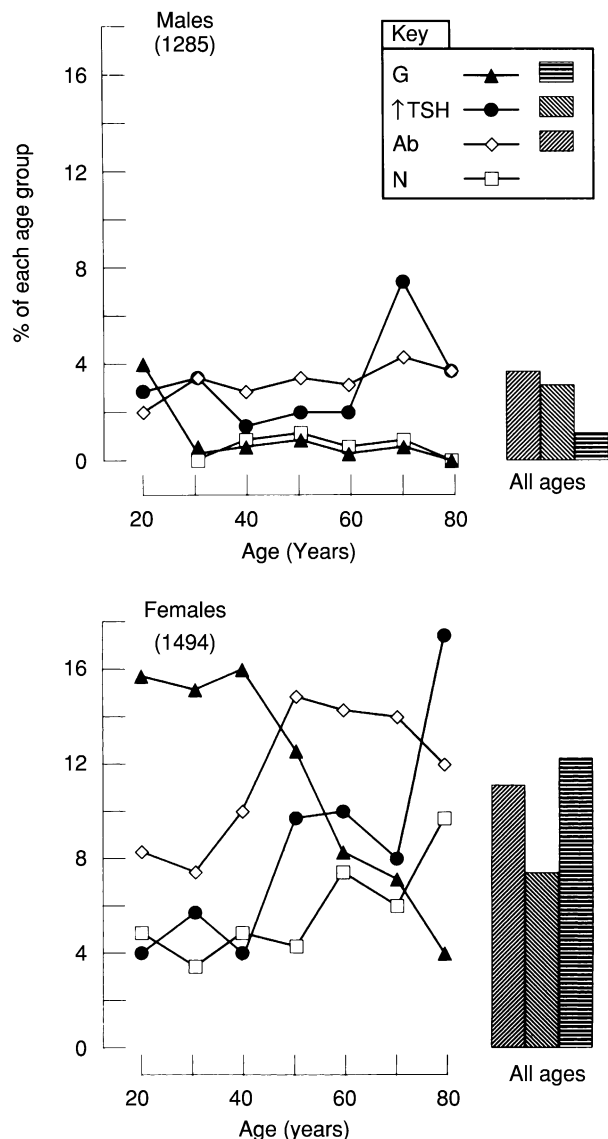 Males
(1285)
Key
G
↑TSH
Ab
N
% of each age group
16
12
8
4
0
20 40 60 80
Age (Years)
All ages
Females
(1494)
16
12
8
4
0
20 40 60 80
Age (years)
All ages